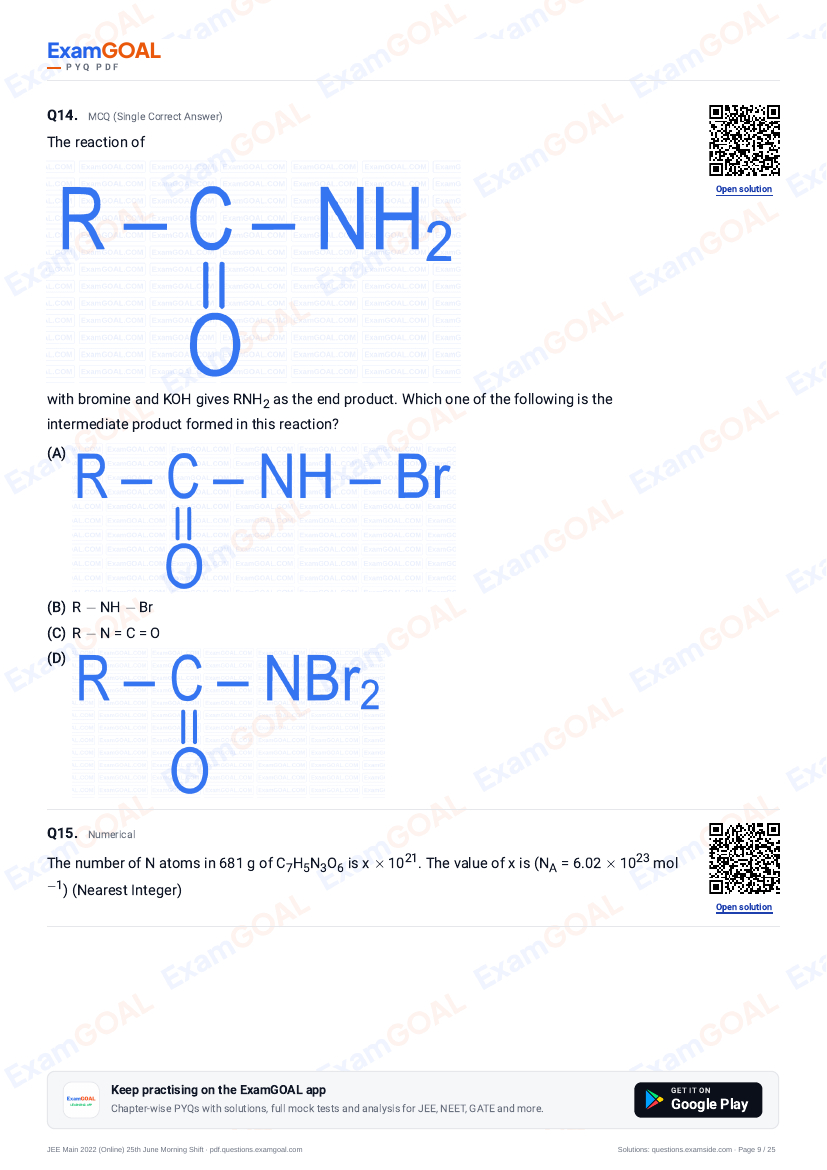 ExamGOAL
PYQ PDF
Q14. MCQ (Single Correct Answer)
The reaction of
R – C – NH₂
||
O
Open solution
with bromine and KOH gives RNH₂ as the end product. Which one of the following is the
intermediate product formed in this reaction?
(A) R – C – NH – Br
||
O
(B) R – NH – Br
(C) R – N = C = O
(D) R – C – NBr₂
||
O
Q15. Numerical
The number of N atoms in 681 g of C₇H₅N₃O₆ is x × 10²¹. The value of x is (N_A = 6.02 × 10²³ mol
⁻¹) (Nearest Integer)
Open solution
Keep practising on the ExamGOAL app
Chapter-wise PYQs with solutions, full mock tests and analysis for JEE, NEET, GATE and more.
GET IT ON
Google Play
JEE Main 2022 (Online) 25th June Morning Shift · pdf.questions.examgoal.com
Solutions: questions.examside.com · Page 9 / 25